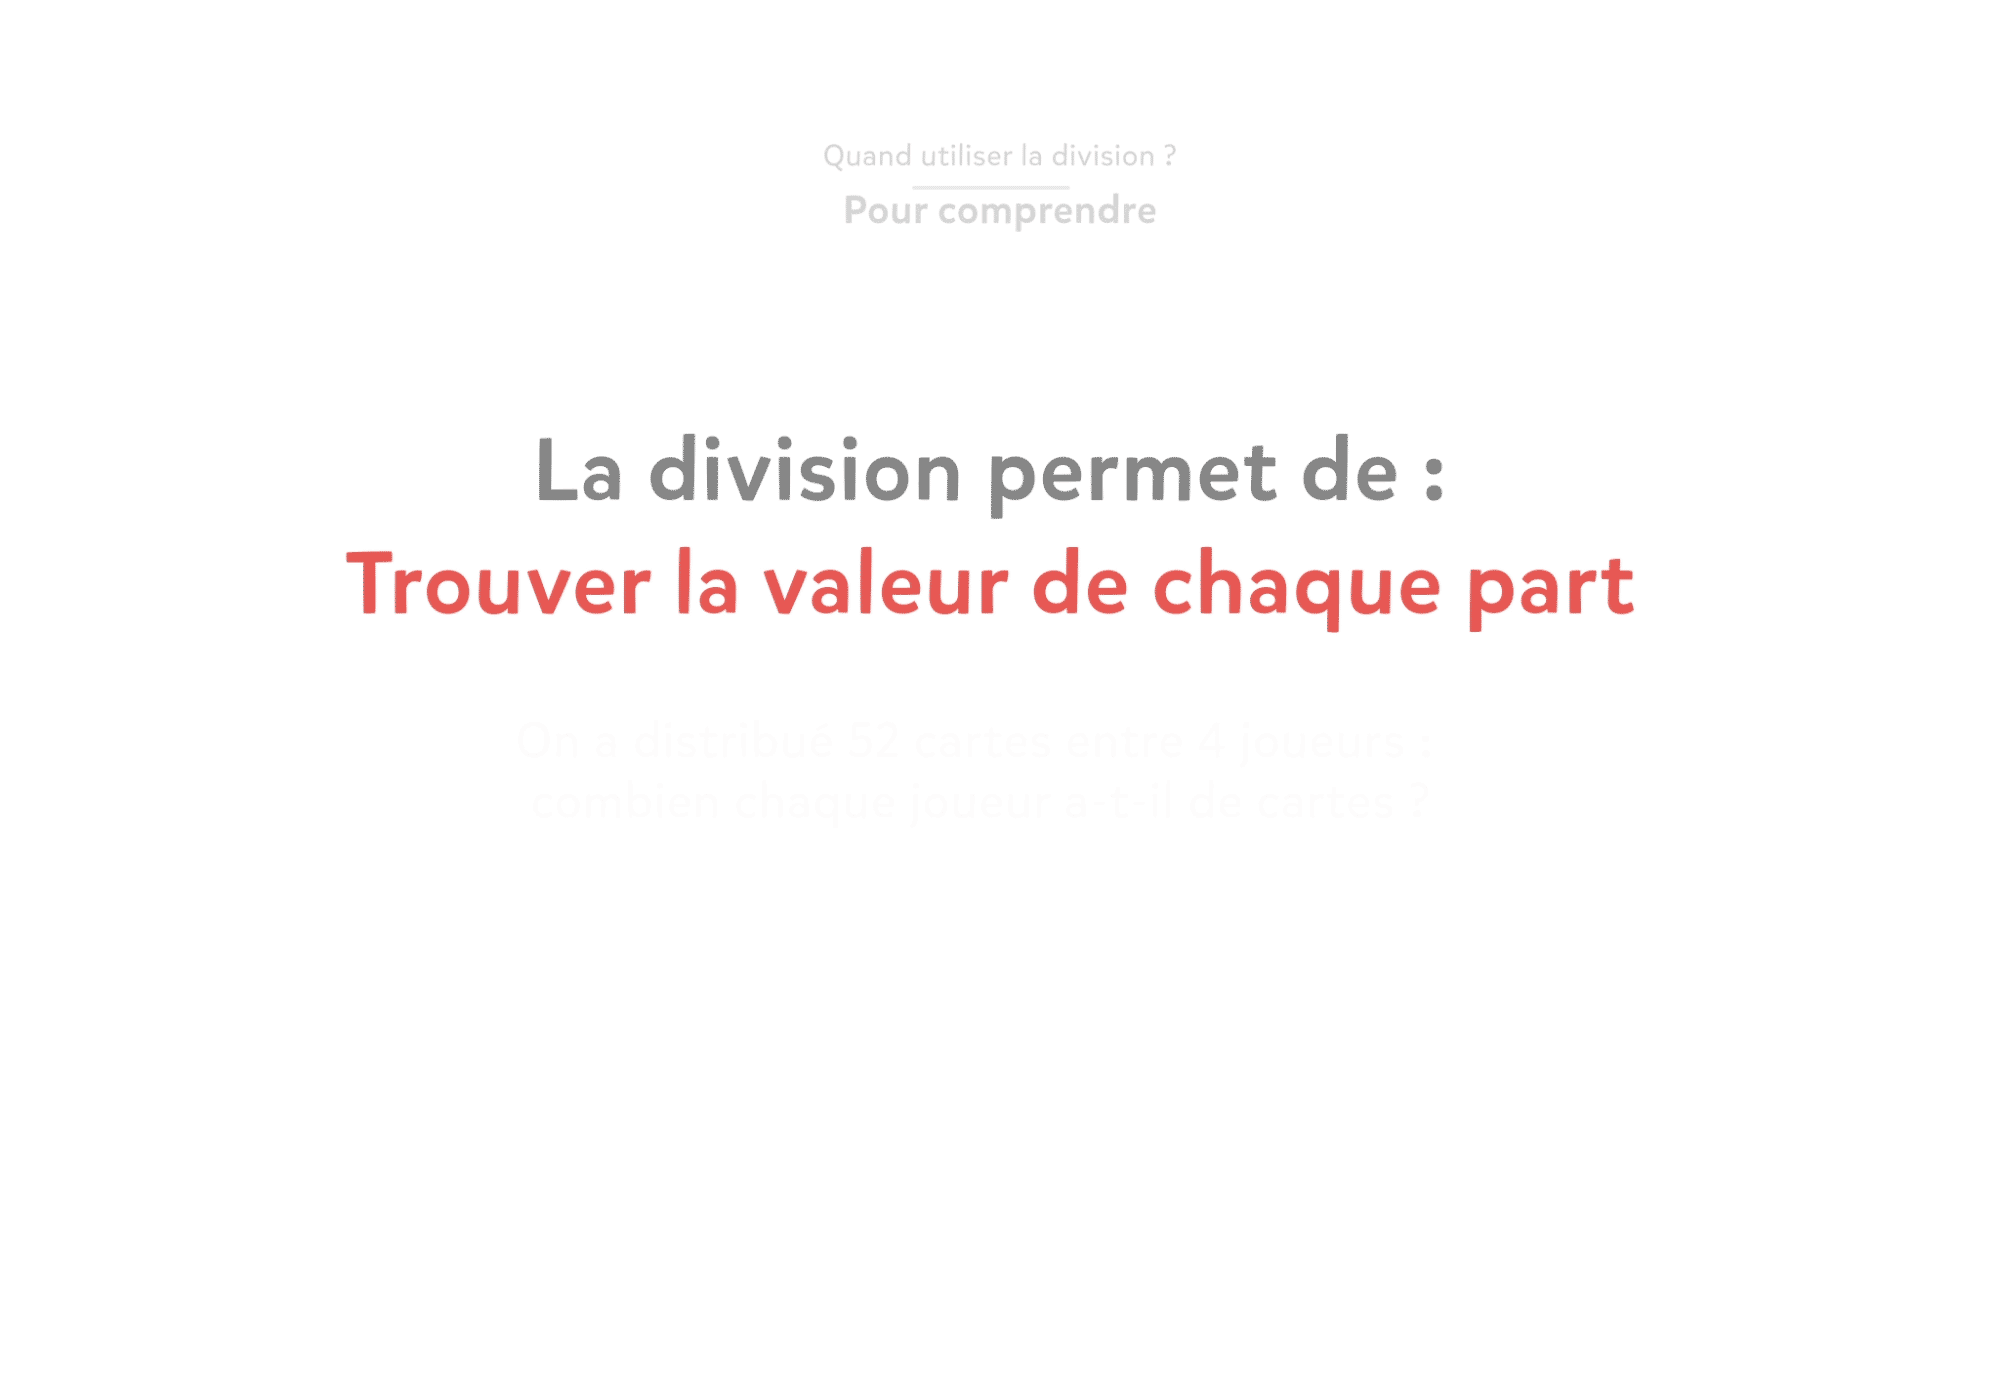 Quand utiliser la division ?
Pour comprendre
La division permet de :
Trouver la valeur de chaque part
On a distribué 52 cartes entre 4 joueurs :
combien chaque joueur a-t-il de cartes ?